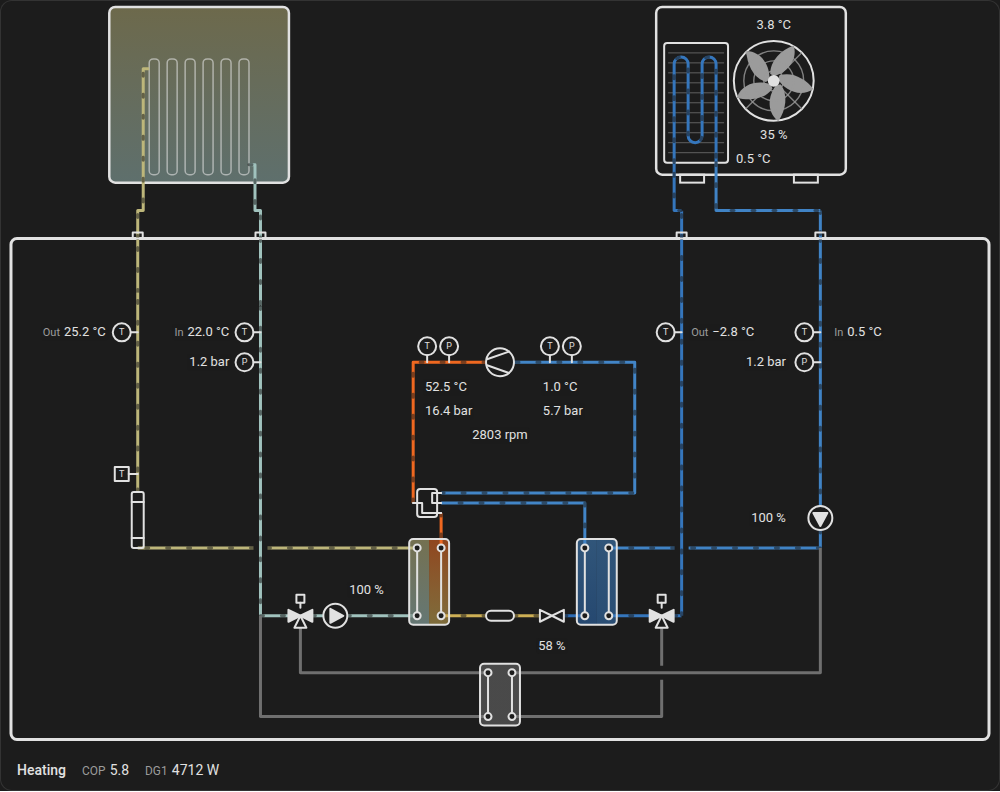 3.8 °C
35 %
0.5 °C
Out 25.2 °C T
In 22.0 °C T
T Out −2.8 °C
T In 0.5 °C
1.2 bar P
1.2 bar P
T P
T P
52.5 °C
1.0 °C
16.4 bar
5.7 bar
2803 rpm
T
100 %
100 %
58 %
Heating COP 5.8 DG1 4712 W